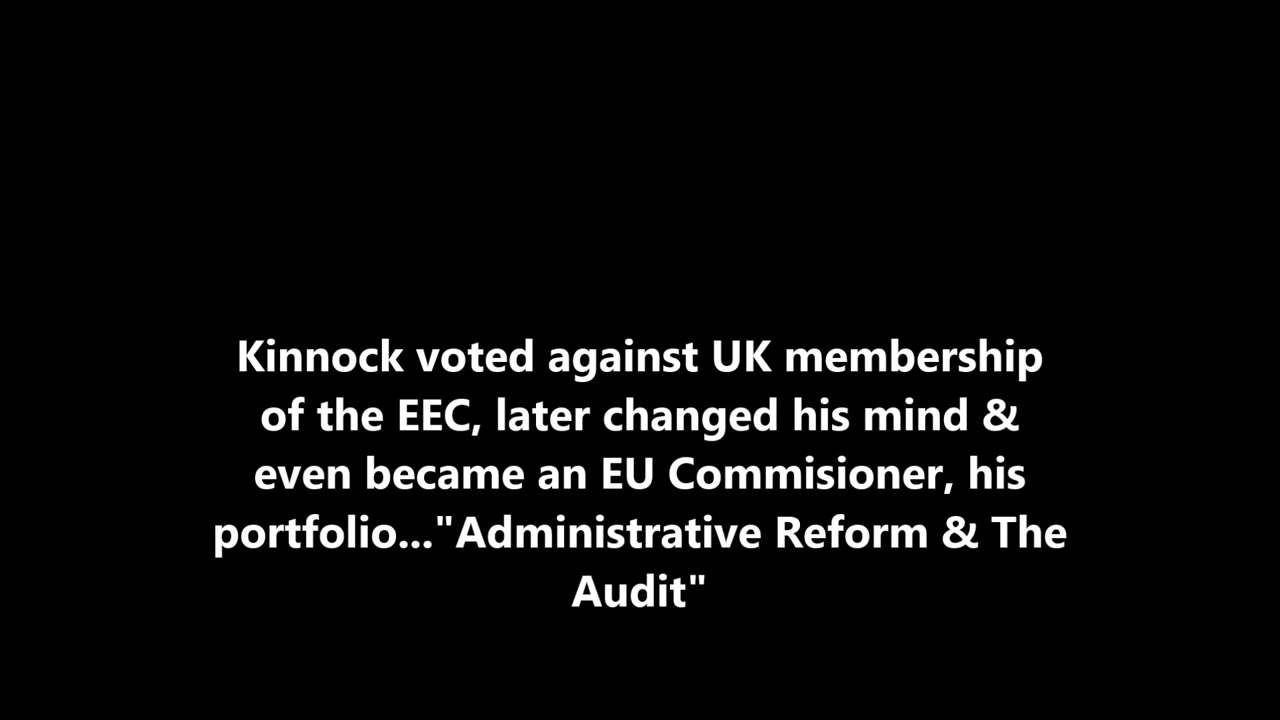 Kinnock voted against UK membership
of the EEC, later changed his mind &
even became an EU Commisioner, his
portfolio..."Administrative Reform & The
Audit"